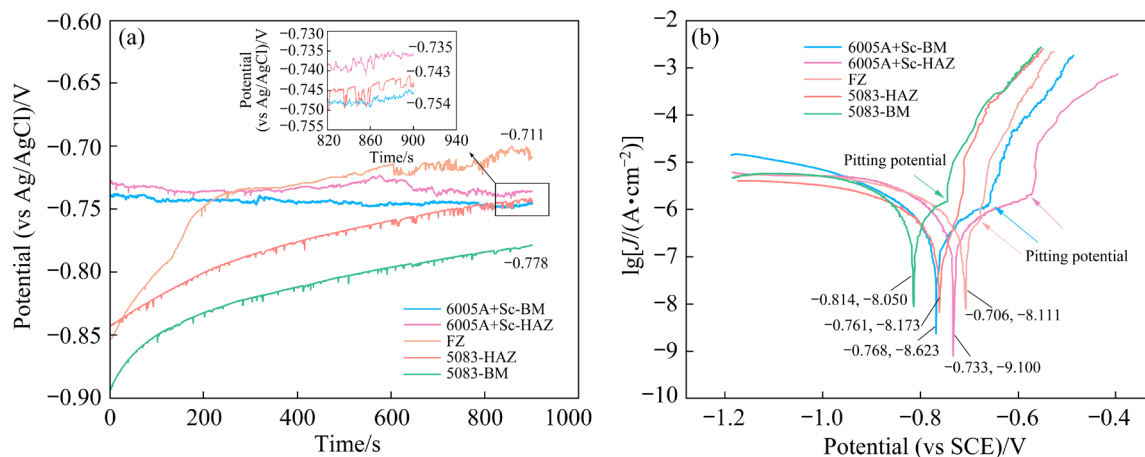 (a)
−0.60
−0.65
−0.70
−0.75
−0.80
−0.85
−0.90
Potential (vs Ag/AgCl)/V
0
200
400
600
800
1000
Time/s
−0.730
−0.735
−0.740
−0.745
−0.750
−0.755
Potential
(vs Ag/AgCl)/V
820
860
900
940
Time/s
−0.735
−0.743
−0.754
−0.711
−0.778
6005A+Sc-BM
6005A+Sc-HAZ
FZ
5083-HAZ
5083-BM
(b)
−2
−3
−4
−5
−6
−7
−8
−9
−10
lg[J/(A•cm−2)]
−1.2
−1.0
−0.8
−0.6
−0.4
Potential (vs SCE)/V
6005A+Sc-BM
6005A+Sc-HAZ
FZ
5083-HAZ
5083-BM
Pitting potential
Pitting potential
−0.814, −8.050
−0.761, −8.173
−0.768, −8.623
−0.706, −8.111
−0.733, −9.100